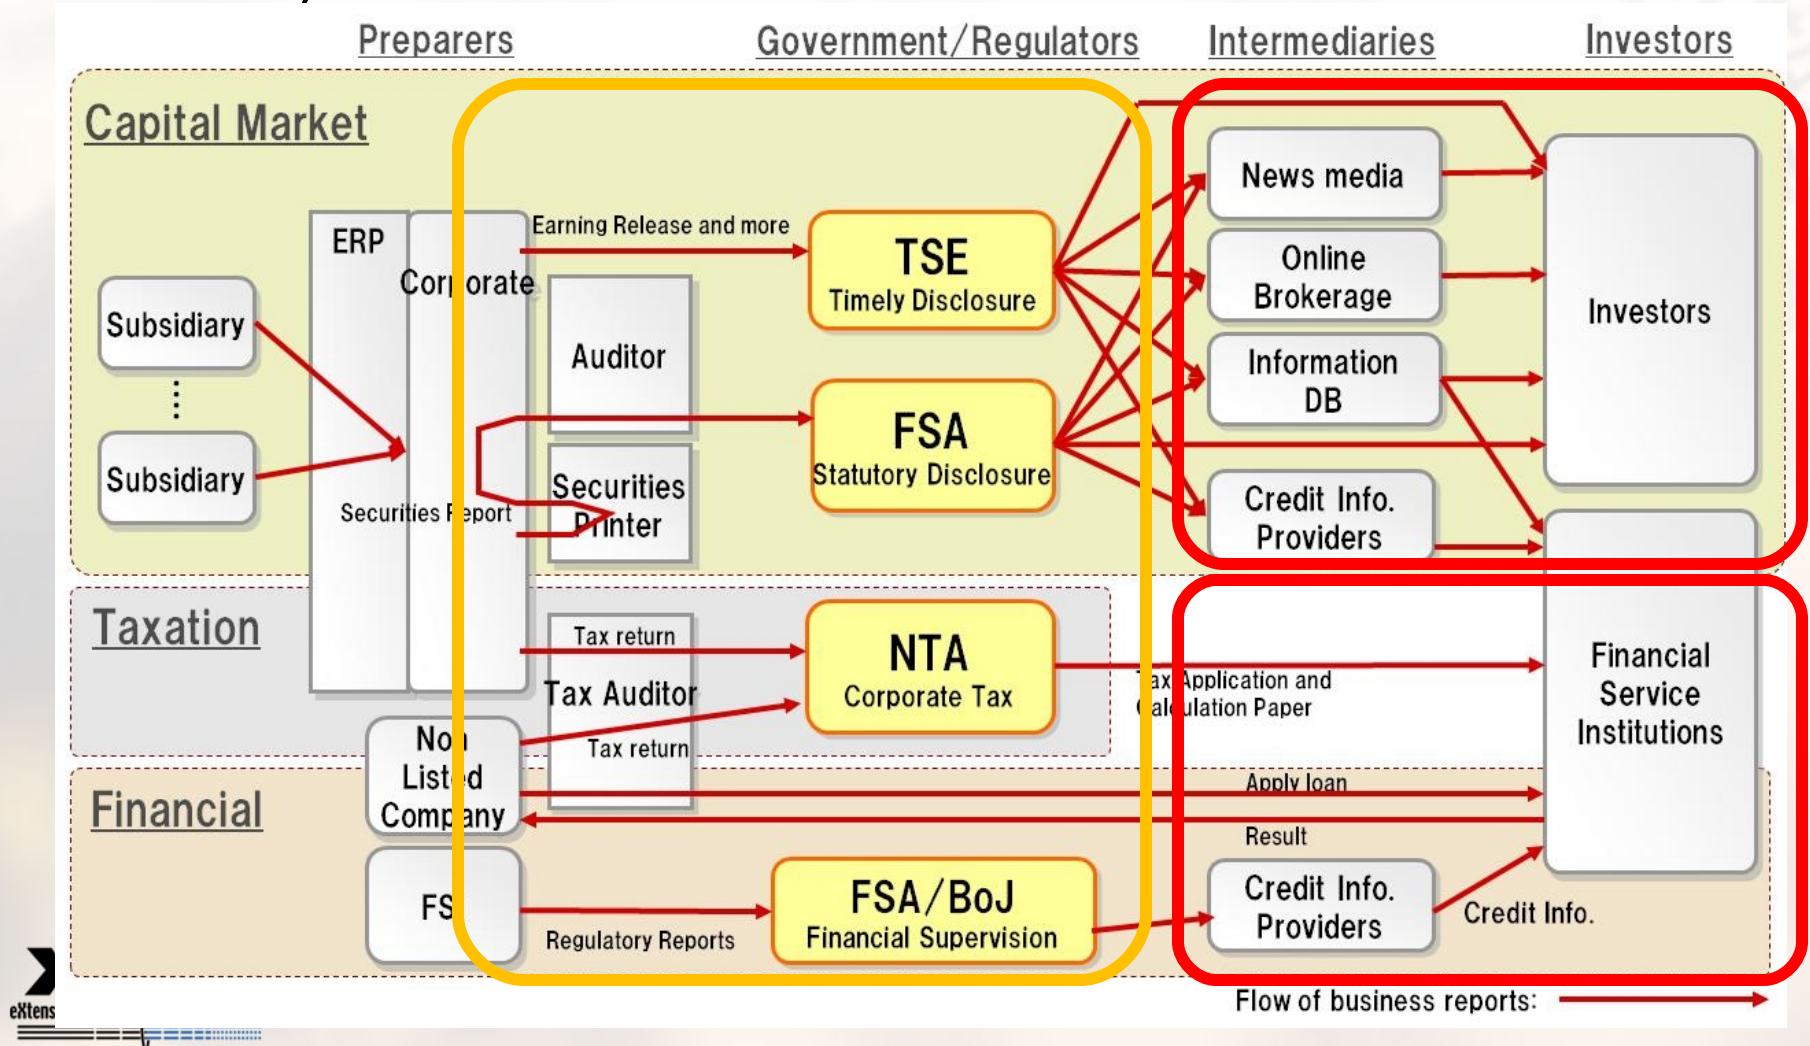 Preparers
Government/Regulators
Intermediaries
Investors
Capital Market
ERP
Corporate
Subsidiary
Subsidiary
Securities Report
Earning Release and more
Auditor
Securities
Printer
TSE
Timely Disclosure
FSA
Statutory Disclosure
News media
Online
Brokerage
Information
DB
Credit Info.
Providers
Investors
Taxation
Tax return
Tax Auditor
Tax return
NTA
Corporate Tax
Tax Application and
Calculation Paper
Financial
Service
Institutions
Non
Listed
Company
Financial
Apply loan
Result
FS
Regulatory Reports
FSA/BoJ
Financial Supervision
Credit Info.
Providers
Credit Info.
Flow of business reports:
eXtens